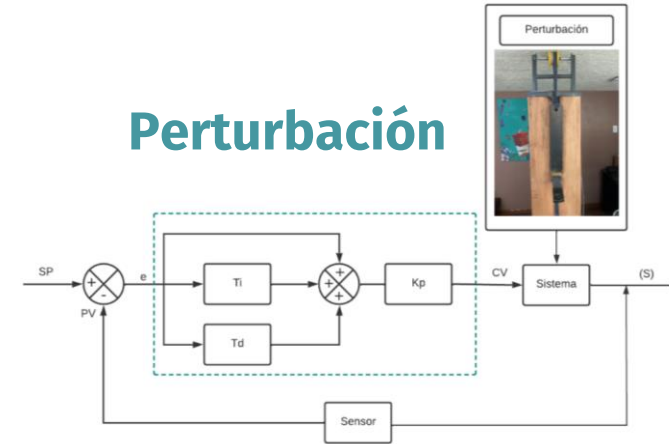 Perturbación
Perturbación
SP
+
-
PV
e
Ti
Td
+
+
+
Kp
CV
Sistema
(S)
Sensor